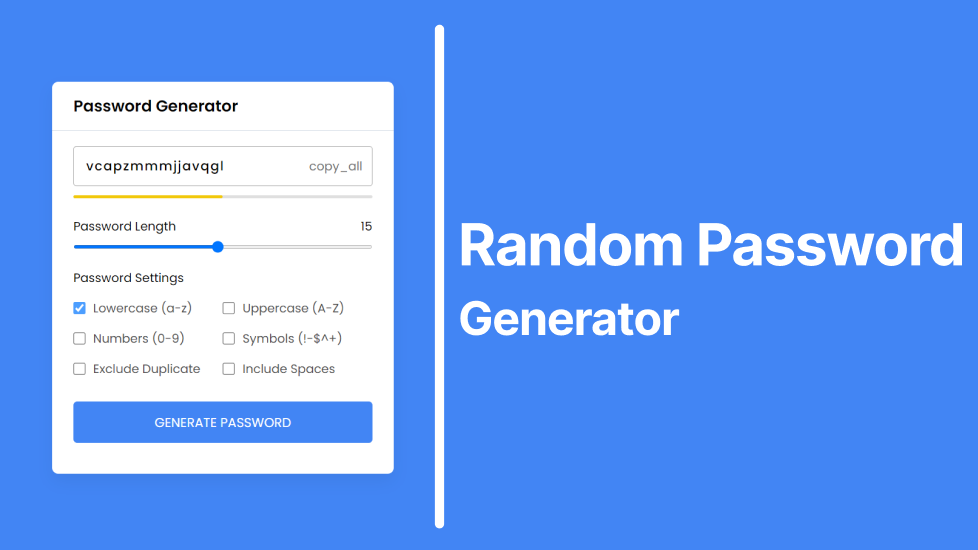 Password Generator
vcapzmmmjjavqgl copy_all
Password Length 15
Password Settings
Lowercase (a-z) Uppercase (A-Z)
Numbers (0-9) Symbols (!-$^+)
Exclude Duplicate Include Spaces
GENERATE PASSWORD
Random Password
Generator